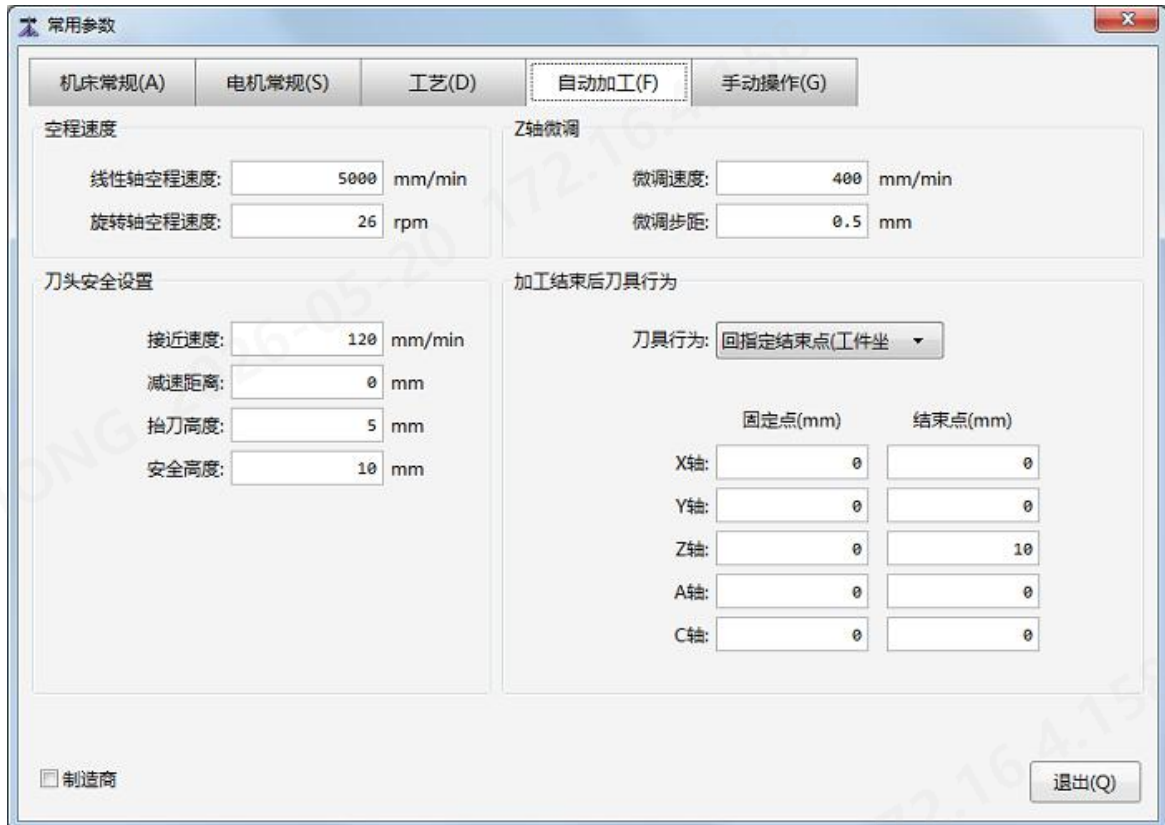 常用参数
机床常规(A) 电机常规(S) 工艺(D) 自动加工(F) 手动操作(G)
空程速度
线性轴空程速度: 5000 mm/min
旋转轴空程速度: 26 rpm
Z轴微调
微调速度: 400 mm/min
微调步距: 0.5 mm
刀头安全设置
接近速度: 120 mm/min
减速距离: 0 mm
抬刀高度: 5 mm
安全高度: 10 mm
加工结束后刀具行为
刀具行为: 回指定结束点(工件坐
固定点(mm) 结束点(mm)
X轴: 0 0
Y轴: 0 0
Z轴: 0 10
A轴: 0 0
C轴: 0 0
制造商
退出(Q)